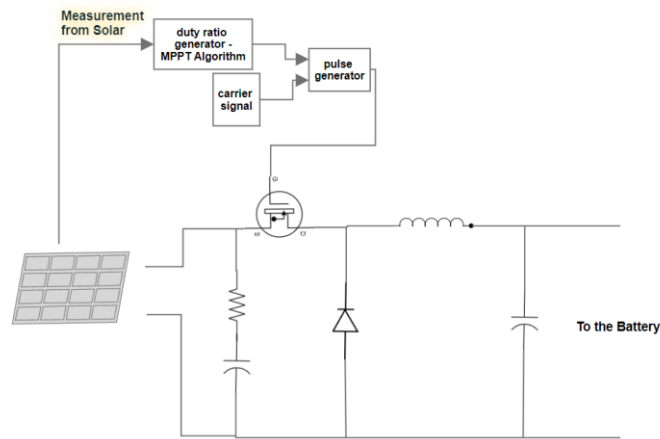 Measurement
from Solar
duty ratio
generator -
MPPT Algorithm
pulse
generator
carrier
signal
G
S
D
To the Battery